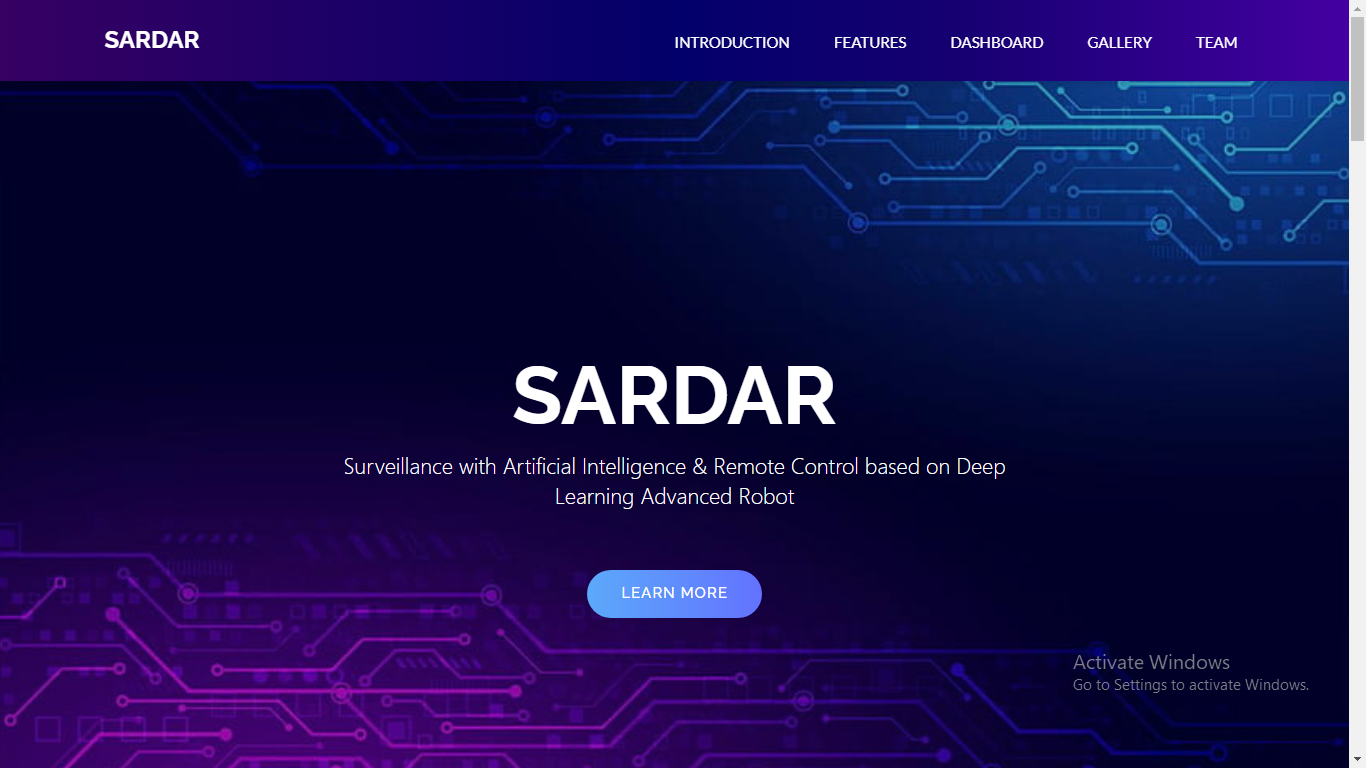 SARDAR
INTRODUCTION FEATURES DASHBOARD GALLERY TEAM
SARDAR
Surveillance with Artificial Intelligence & Remote Control based on Deep
Learning Advanced Robot
LEARN MORE
Activate Windows
Go to Settings to activate Windows.